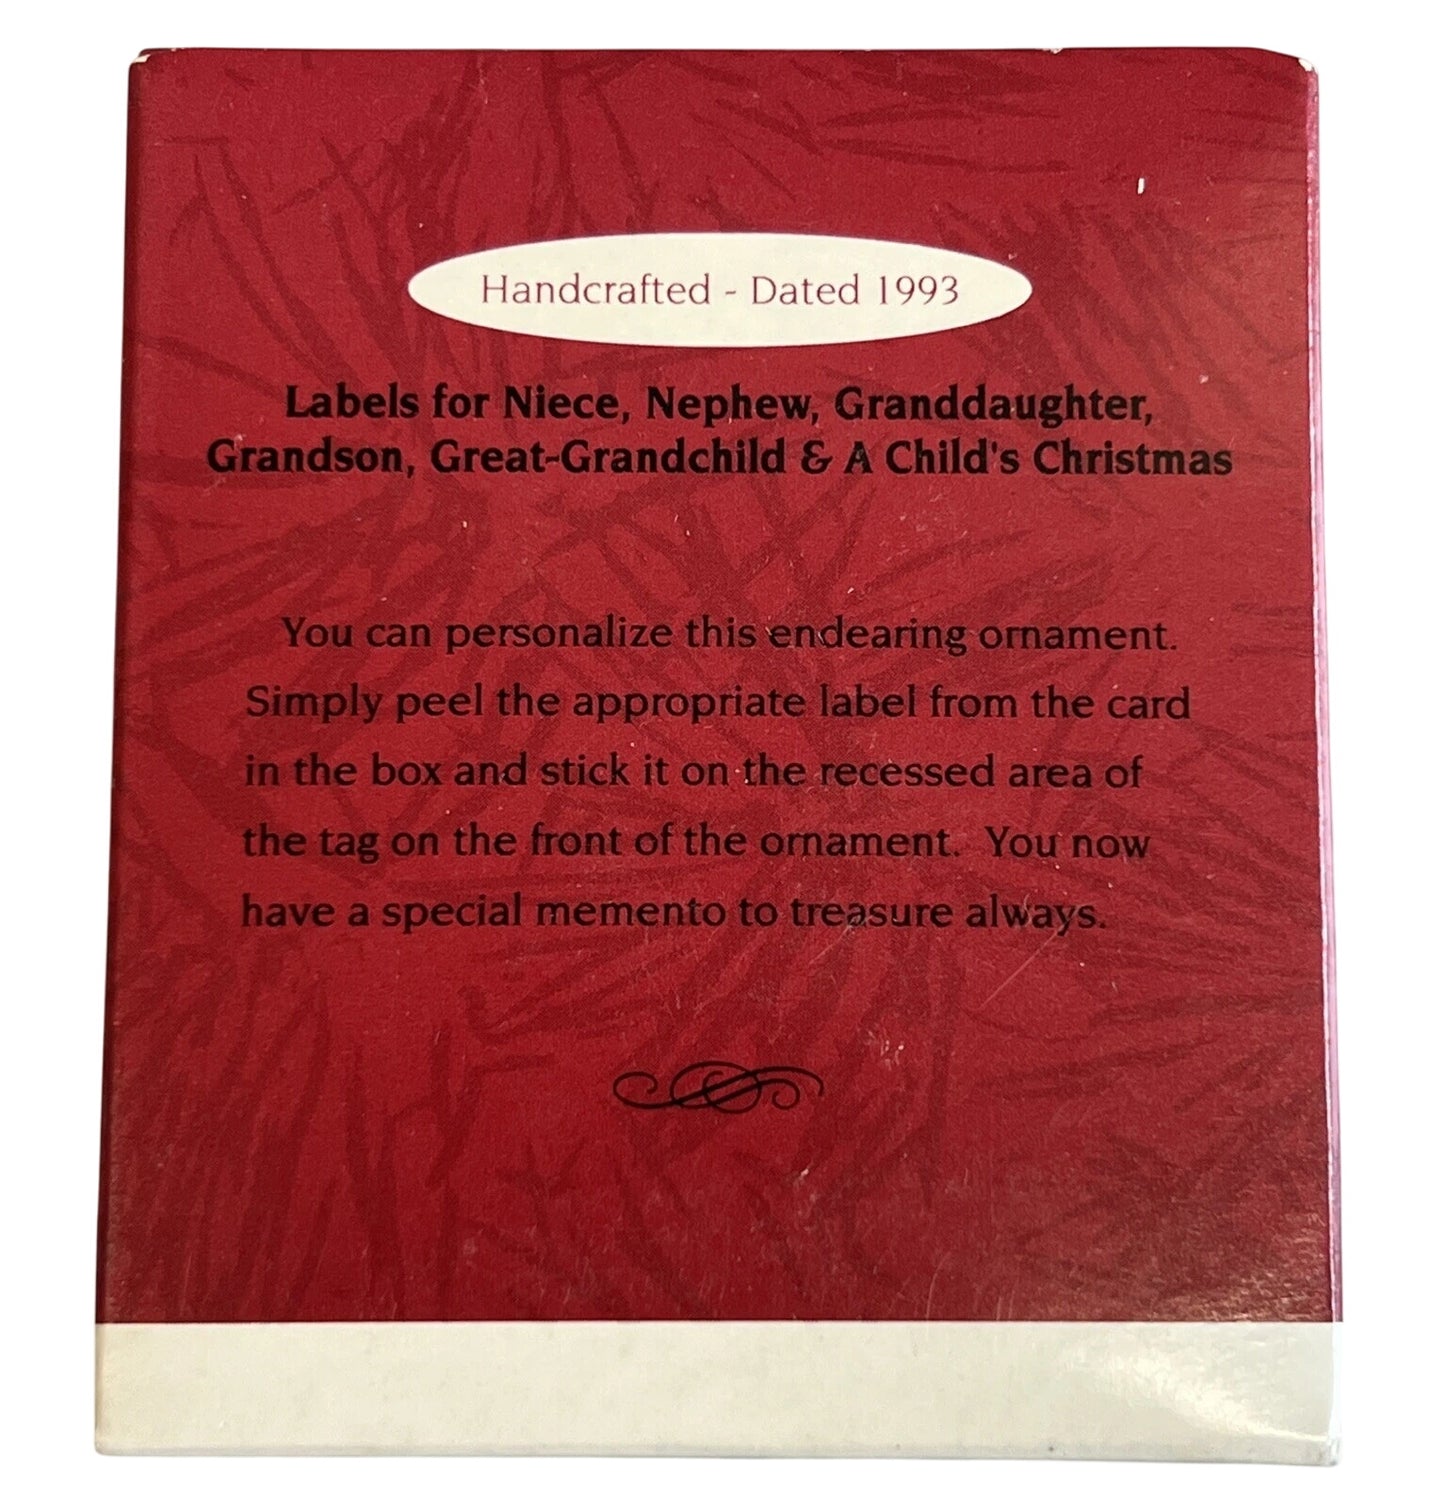 Handcrafted - Dated 1993
Labels for Niece, Nephew, Granddaughter,
Grandson, Great-Grandchild & A Child's Christmas
You can personalize this endearing ornament.
Simply peel the appropriate label from the card
in the box and stick it on the recessed area of
the tag on the front of the ornament. You now
have a special memento to treasure always.